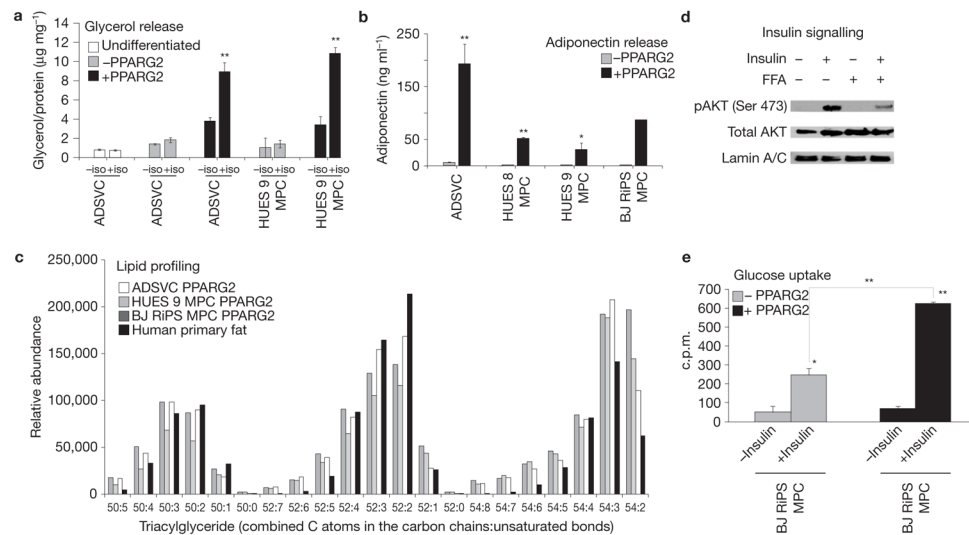 a
Glycerol release
Undifferentiated
–PPARG2
+PPARG2
Glycerol/protein (µg mg⁻¹)
14
12
10
8
6
4
2
0
**
**
–iso +iso
–iso +iso
–iso +iso
–iso +iso
–iso +iso
ADSVC
ADSVC
ADSVC
HUES 9
MPC
HUES 9
MPC
b
Adiponectin release
–PPARG2
+PPARG2
Adiponectin (ng ml⁻¹)
250
150
100
50
0
**
**
*
ADSVC
HUES 8
MPC
HUES 9
MPC
BJ RiPS
MPC
d
Insulin signalling
Insulin – + – +
FFA – – + +
pAKT (Ser 473)
Total AKT
Lamin A/C
c
Lipid profiling
ADSVC PPARG2
HUES 9 MPC PPARG2
BJ RiPS MPC PPARG2
Human primary fat
Relative abundance
250,000
200,000
150,000
100,000
50,000
0
50:5 50:4 50:3 50:2 50:1 50:0 52:7 52:6 52:5 52:4 52:3 52:2 52:1 52:0 54:8 54:7 54:6 54:5 54:4 54:3 54:2
Triacylglyceride (combined C atoms in the carbon chains:unsaturated bonds)
e
Glucose uptake
– PPARG2
+ PPARG2
c.p.m.
700
600
500
400
300
200
100
0
**
**
*
–Insulin
+Insulin
–Insulin
+Insulin
BJ RiPS
MPC
BJ RiPS
MPC